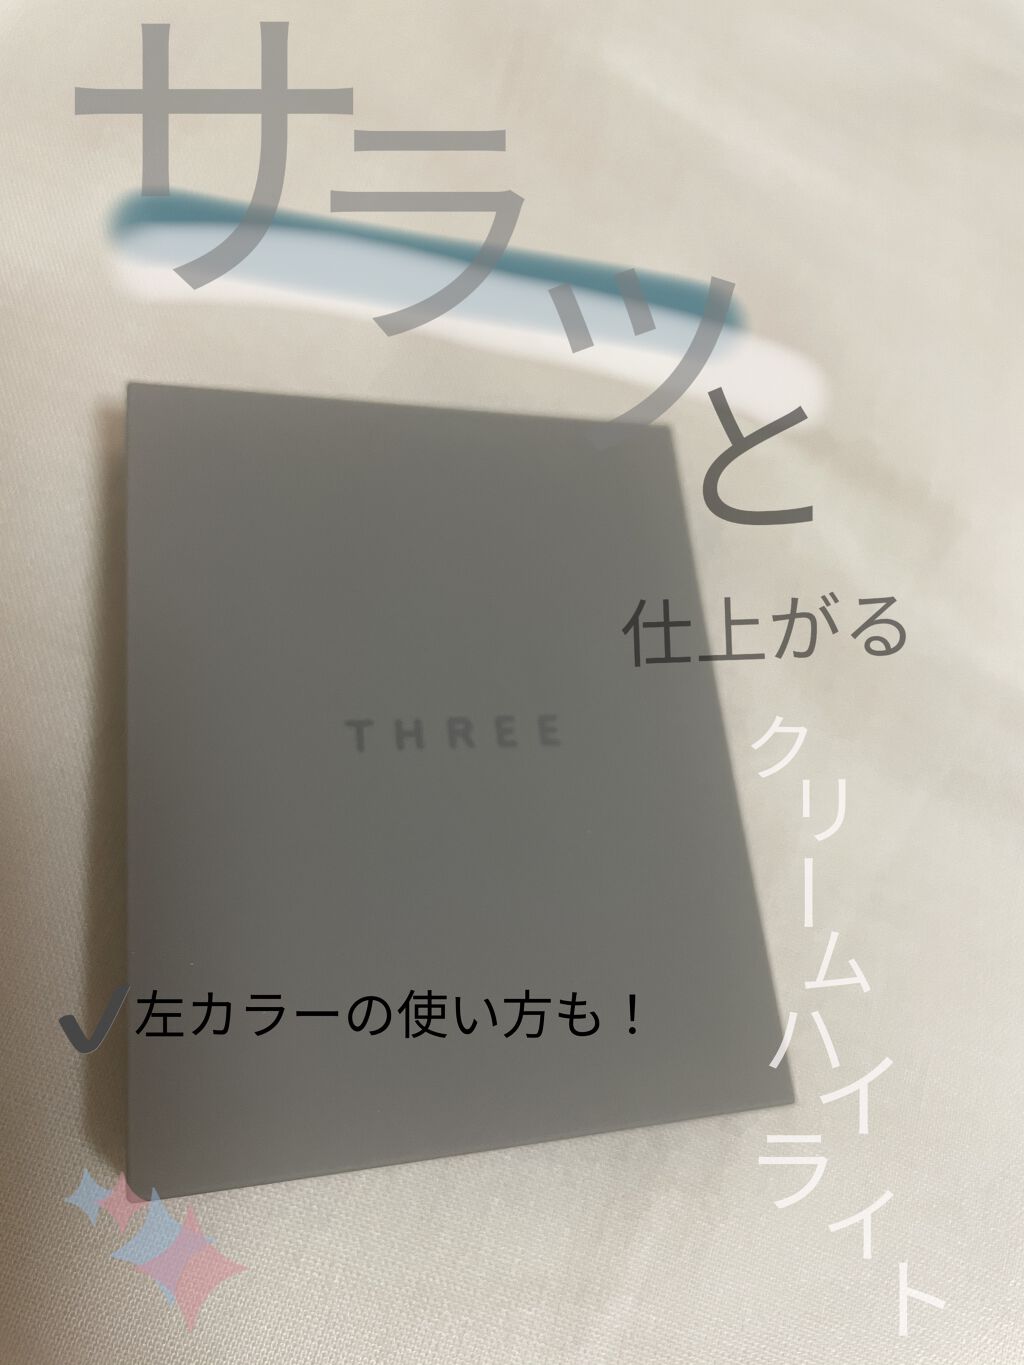 サラッと
仕上がる
クリームハイライト
THREE
✓左カラーの使い方も！